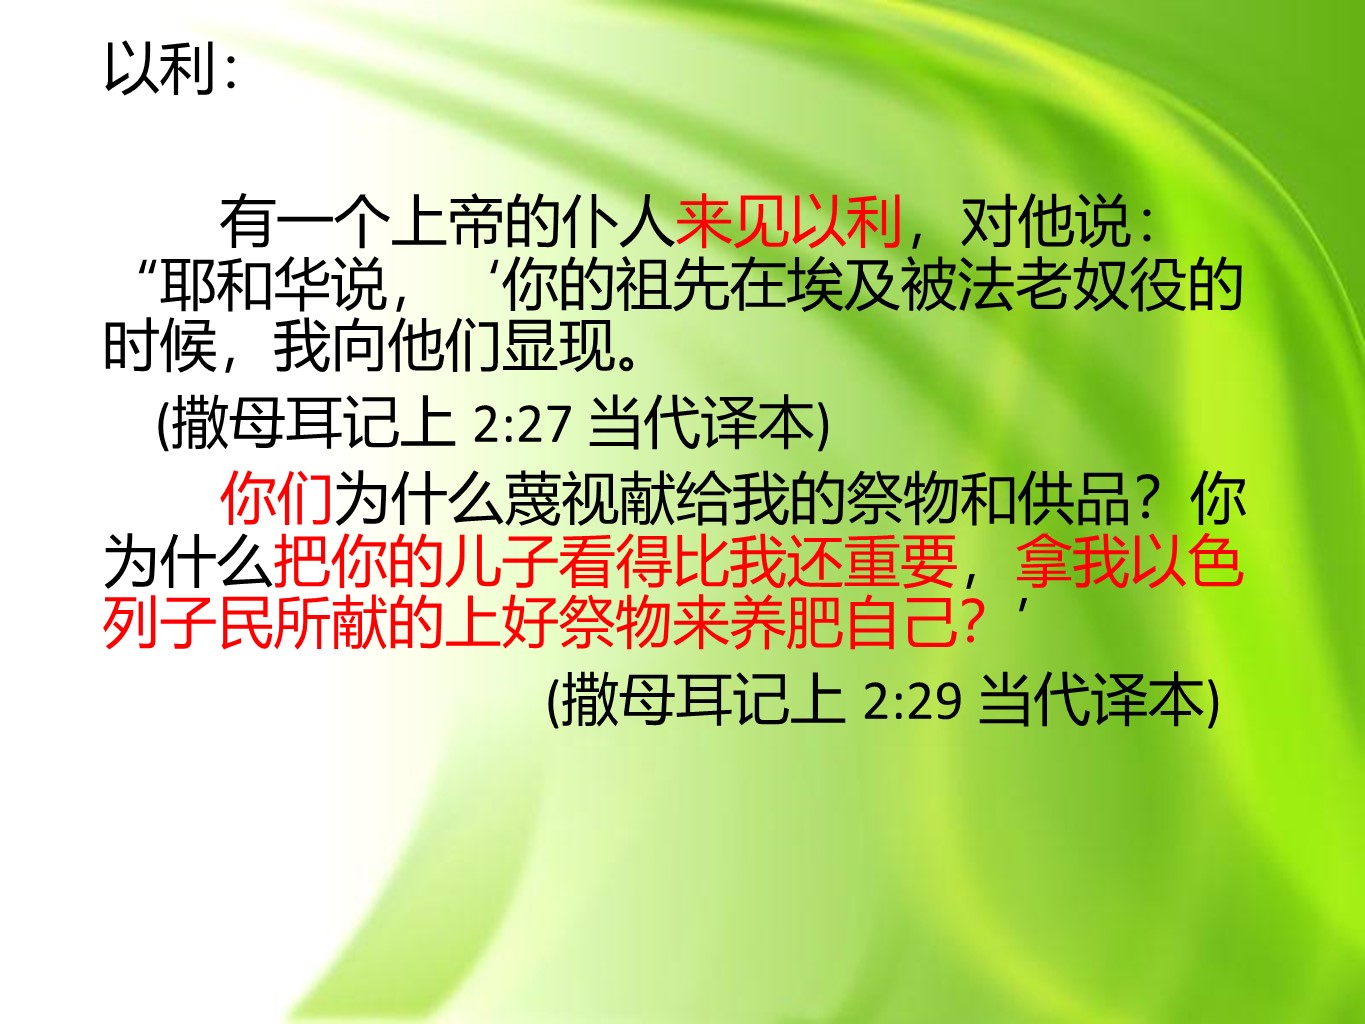 以利：
有一个上帝的仆人来见以利，对他说：
“耶和华说，‘你的祖先在埃及被法老奴役的
时候，我向他们显现。
(撒母耳记上 2:27 当代译本)
你们为什么蔑视献给我的祭物和供品？你
为什么把你的儿子看得比我还重要，拿我以色
列子民所献的上好祭物来养肥自己？’
(撒母耳记上 2:29 当代译本)